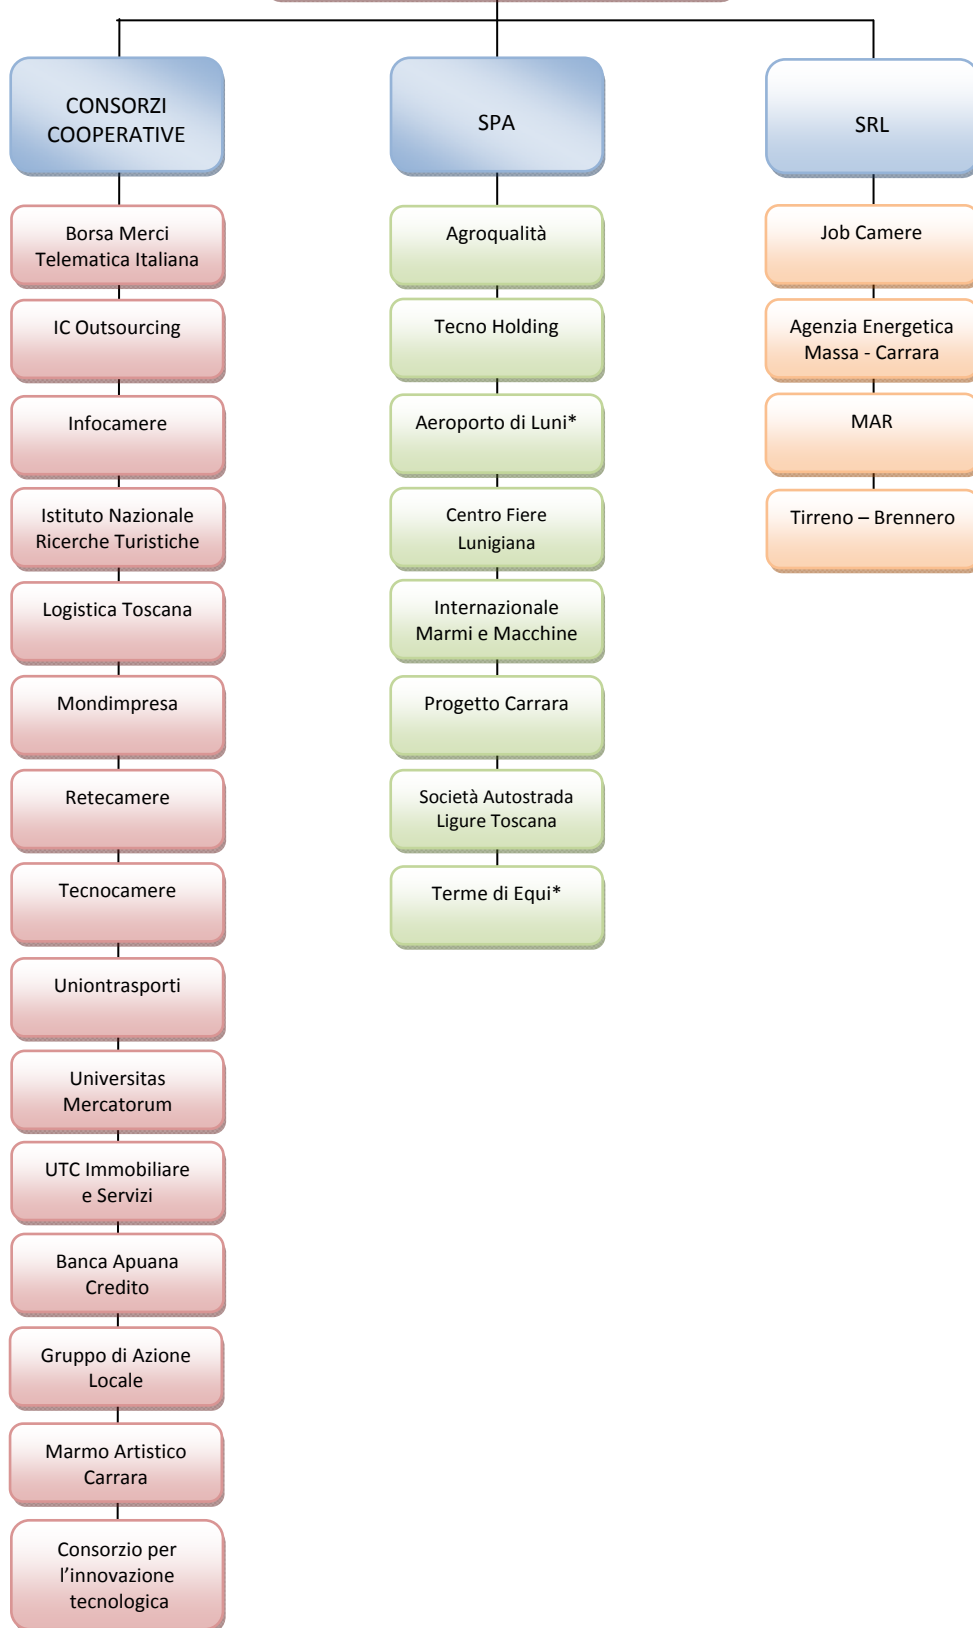 CONSORZI
COOPERATIVE
Borsa Merci
Telematica Italiana
IC Outsourcing
Infocamere
Istituto Nazionale
Ricerche Turistiche
Logistica Toscana
Mondimpresa
Retecamere
Tecnocamere
Uniontrasporti
Universitas
Mercatorum
UTC Immobiliare
e Servizi
Banca Apuana
Credito
Gruppo di Azione
Locale
Marmo Artistico
Carrara
Consorzio per
l’innovazione
tecnologica
SPA
Agroqualità
Tecno Holding
Aeroporto di Luni*
Centro Fiere
Lunigiana
Internazionale
Marmi e Macchine
Progetto Carrara
Società Autostrada
Ligure Toscana
Terme di Equi*
SRL
Job Camere
Agenzia Energetica
Massa - Carrara
MAR
Tirreno – Brennero